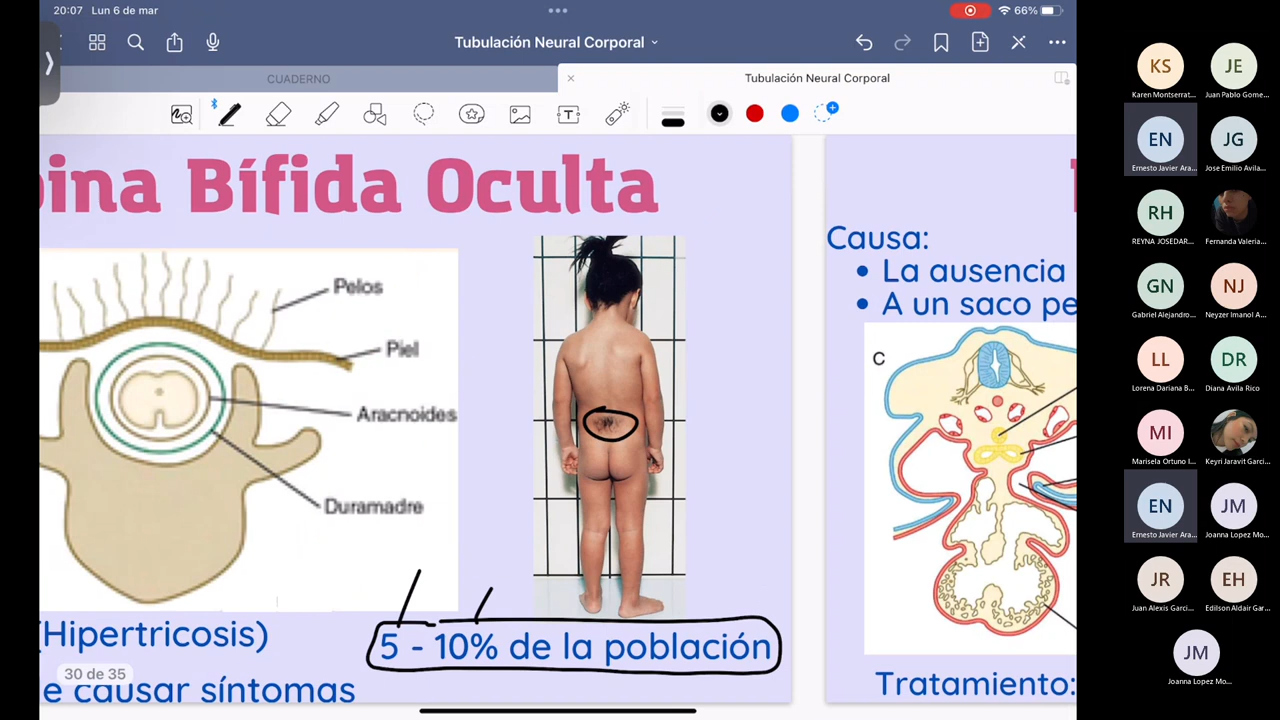 20:07 Lun 6 de mar
66%
Tubulación Neural Corporal
CUADERNO
Tubulación Neural Corporal
ina Bífida Oculta
Pelos
Piel
Aracnoides
Duramadre
(Hipertricosis)
5 - 10% de la población
30 de 35
e causar síntomas
Causa:
• La ausencia
• A un saco pe
C
Tratamiento:
KS
Karen Montserrat...
JE
Juan Pablo Gome...
EN
Ernesto Javier Ara...
JG
Jose Emilio Avila...
RH
REYNA JOSEDAR...
Fernanda Valeria...
GN
Gabriel Alejandro...
NJ
Neyzer Imanol A...
LL
Lorena Dariana B...
DR
Diana Avila Rico
MI
Marisela Ortuno I...
Keyri Jaravit Garci...
EN
Ernesto Javier Ara...
JM
Joanna Lopez Mo...
JR
Juan Alexis Garci...
EH
Edilson Aldair Gar...
JM
Joanna Lopez Mo...